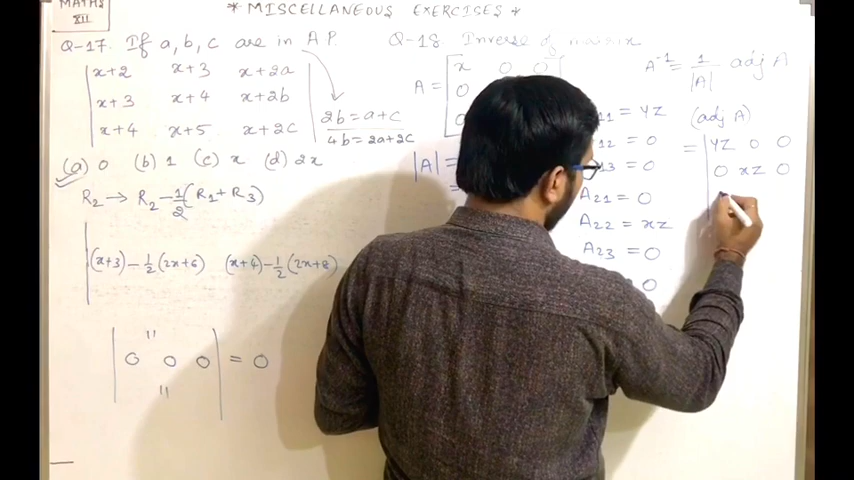 MATHS
XII
* MISCELLANEOUS EXERCISES *
Q-17. If a, b, c are in A P.
x+2 x+3 x+2a
x+3 x+4 x+2b
x+4 x+5 x+2c
2b = a+c
4b = 2a+2c
(a) 0 (b) 1 (c) x (d) 2x
R₂ → R₂ - 1/2 (R₁ + R₃)
(x+3) - 1/2 (2x+6) (x+4) - 1/2 (2x+8)
"
0 0 0 = 0
"
Q-18. Inverse of matrix
A = x 0 0
0
|A| =
=
A⁻¹ = 1/|A| adj A
11 = yz
12 = 0
13 = 0
A₂₁ = 0
A₂₂ = xz
A₂₃ = 0
0
(adj A)
= yz 0 0
0 xz 0